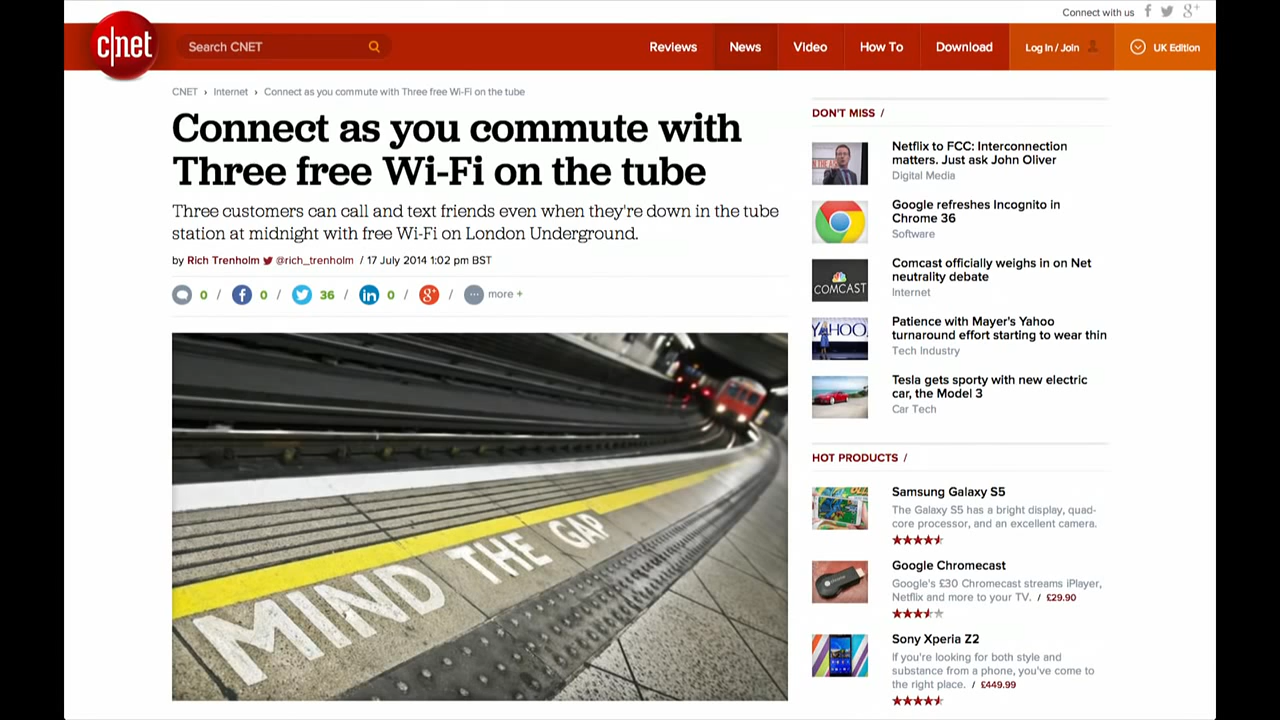 Connect with us
c|net
Search CNET
Reviews
News
Video
How To
Download
Log In / Join
UK Edition
CNET › Internet › Connect as you commute with Three free Wi-Fi on the tube
Connect as you commute with
Three free Wi-Fi on the tube
Three customers can call and text friends even when they're down in the tube
station at midnight with free Wi-Fi on London Underground.
by Rich Trenholm @rich_trenholm / 17 July 2014 1:02 pm BST
0 / 0 / 36 / 0 / / more +
MIND THE GAP
DON'T MISS /
Netflix to FCC: Interconnection
matters. Just ask John Oliver
Digital Media
Google refreshes Incognito in
Chrome 36
Software
COMCAST
Comcast officially weighs in on Net
neutrality debate
Internet
YAHOO
Patience with Mayer's Yahoo
turnaround effort starting to wear thin
Tech Industry
Tesla gets sporty with new electric
car, the Model 3
Car Tech
HOT PRODUCTS /
Samsung Galaxy S5
The Galaxy S5 has a bright display, quad-
core processor, and an excellent camera.
Google Chromecast
Google's £30 Chromecast streams iPlayer,
Netflix and more to your TV. / £29.90
Sony Xperia Z2
If you're looking for both style and
substance from a phone, you've come to
the right place. / £449.99